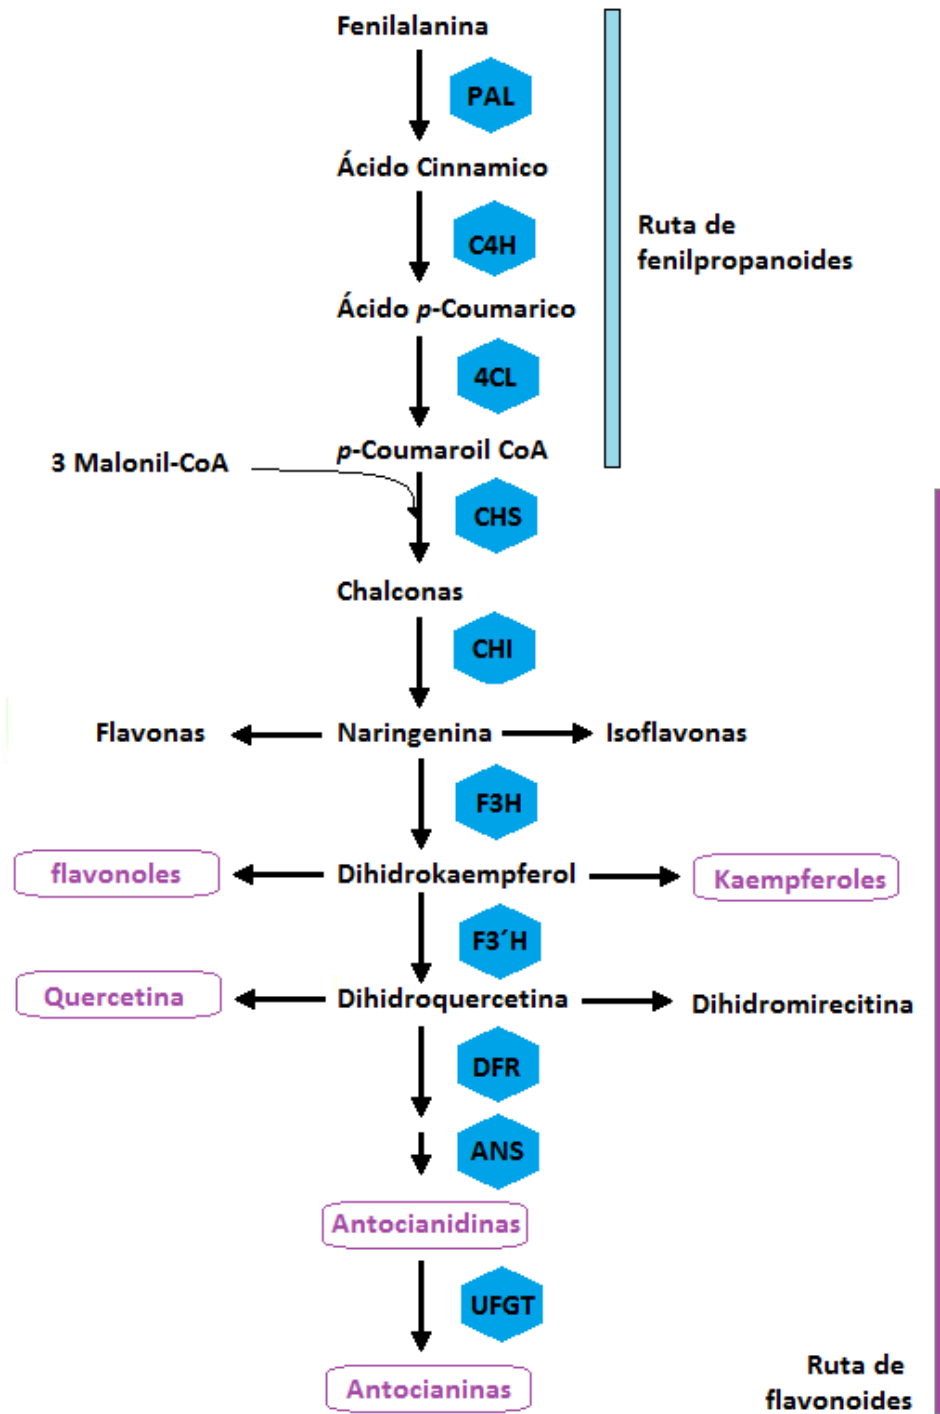 Fenilalanina
PAL
Ácido Cinnamico
C4H
Ruta de
fenilpropanoides
Ácido p-Coumarico
4CL
p-Coumaroil CoA
3 Malonil-CoA
CHS
Chalconas
CHI
Flavonas
Naringenina
Isoflavonas
F3H
flavonoles
Dihidrokaempferol
Kaempferoles
F3´H
Quercetina
Dihidroquercetina
Dihidromirecitina
DFR
ANS
Antocianidinas
UFGT
Antocianinas
Ruta de
flavonoides